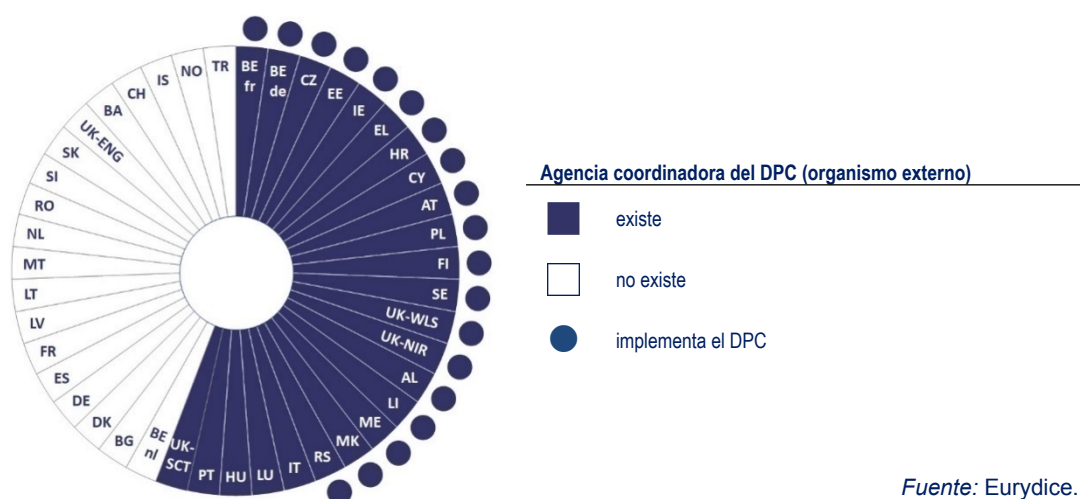 BE
fr
BE
de
CZ
EE
IE
EL
HR
CY
AT
PL
FI
SE
UK-WLS
UK-NIR
AL
LI
ME
MK
RS
IT
LU
HU
PT
UK-
SCT
BE
nl
BG
DK
DE
ES
FR
LV
LT
MT
NL
RO
SI
SK
UK-ENG
BA
CH
IS
NO
TR
Agencia coordinadora del DPC (organismo externo)
existe
no existe
implementa el DPC
Fuente: Eurydice.